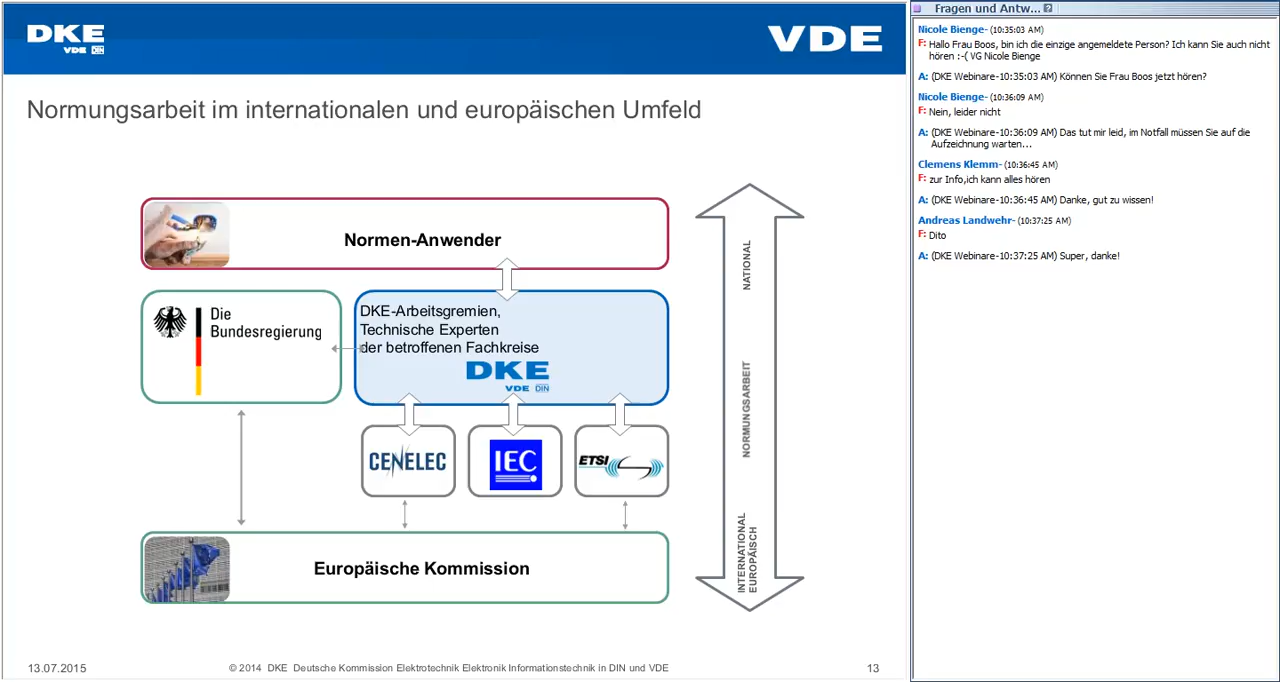 DKE
VDE DIN
VDE
Normungsarbeit im internationalen und europäischen Umfeld
Normen-Anwender
Die
Bundesregierung
DKE-Arbeitsgremien,
Technische Experten
der betroffenen Fachkreise
DKE
VDE DIN
CENELEC
IEC
ETSI
Europäische Kommission
NATIONAL
NORMUNGSARBEIT
INTERNATIONAL
EUROPÄISCH
13.07.2015
© 2014 DKE Deutsche Kommission Elektrotechnik Elektronik Informationstechnik in DIN und VDE
13
Fragen und Antw... ?
Nicole Bienge- (10:35:03 AM)
F: Hallo Frau Boos, bin ich die einzige angemeldete Person? Ich kann Sie auch nicht
hören :-( VG Nicole Bienge
A: (DKE Webinare-10:35:03 AM) Können Sie Frau Boos jetzt hören?
Nicole Bienge- (10:36:09 AM)
F: Nein, leider nicht
A: (DKE Webinare-10:36:09 AM) Das tut mir leid, im Notfall müssen Sie auf die
Aufzeichnung warten...
Clemens Klemm- (10:36:45 AM)
F: zur Info,ich kann alles hören
A: (DKE Webinare-10:36:45 AM) Danke, gut zu wissen!
Andreas Landwehr- (10:37:25 AM)
F: Dito
A: (DKE Webinare-10:37:25 AM) Super, danke!